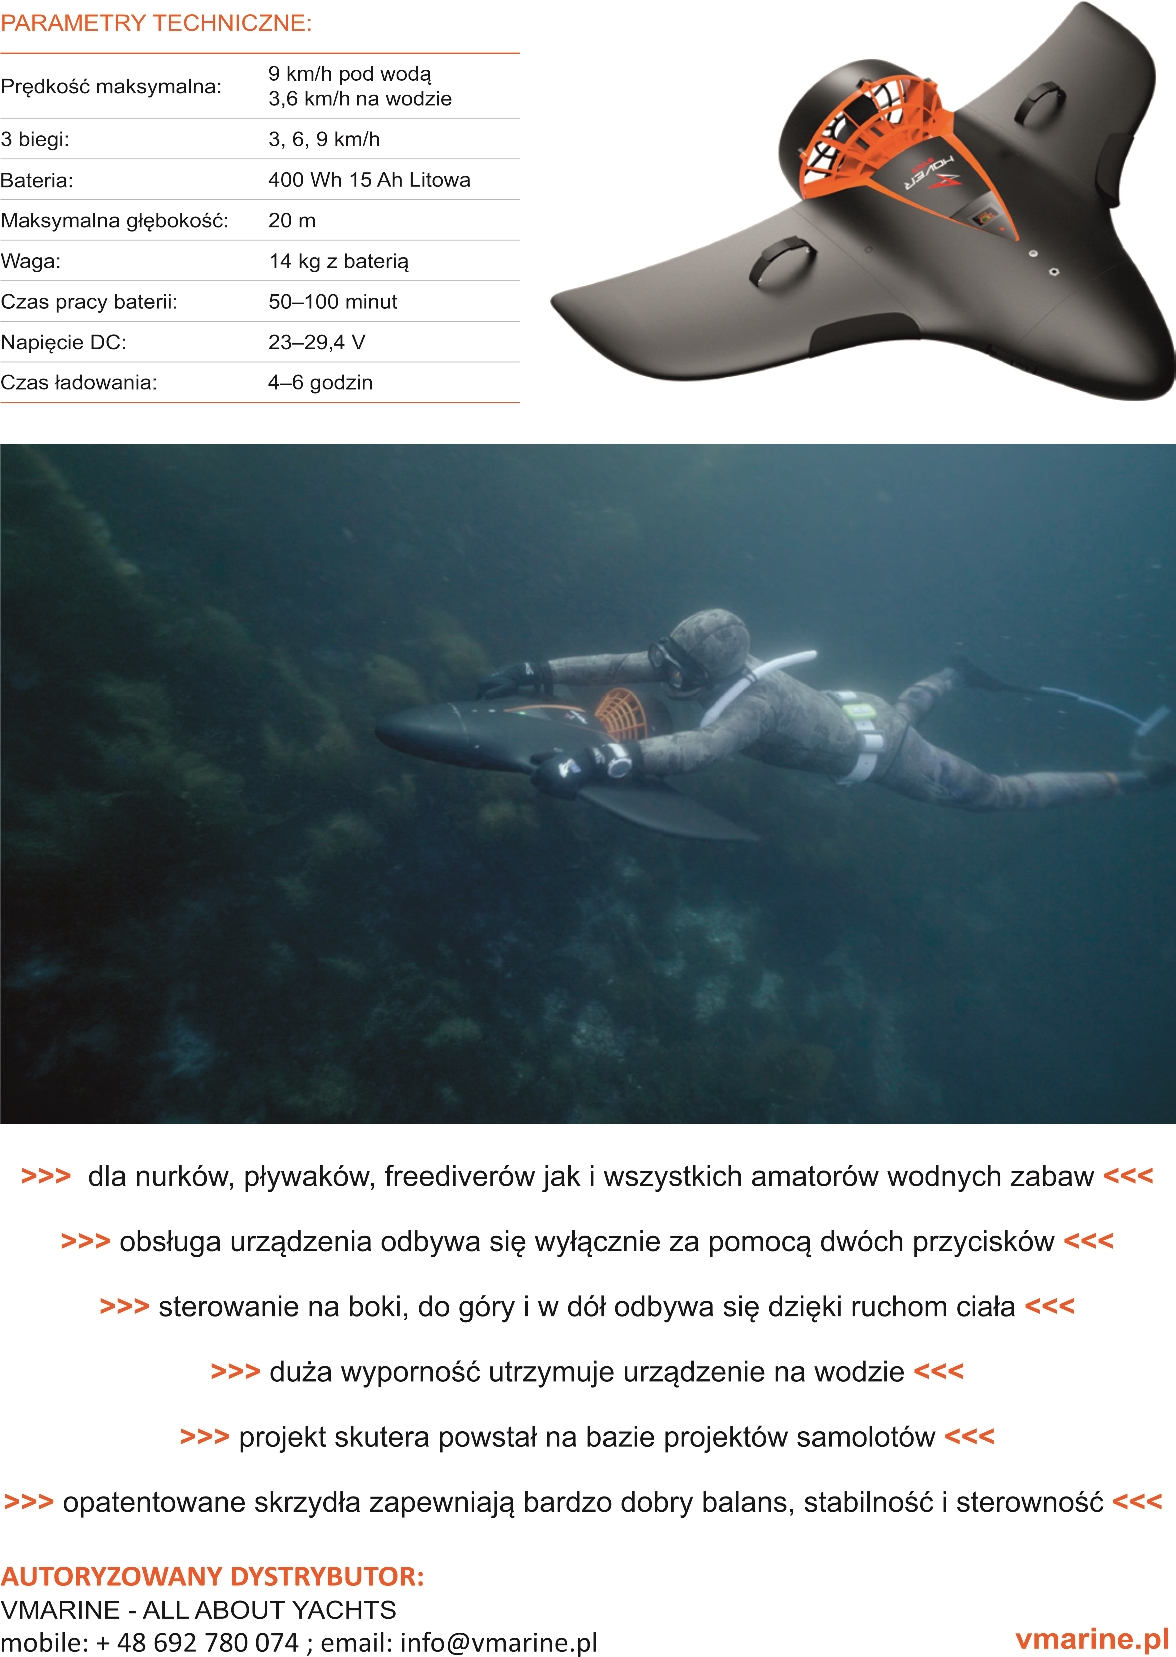 PARAMETRY TECHNICZNE:
Prędkość maksymalna: 9 km/h pod wodą
3,6 km/h na wodzie
3 biegi: 3, 6, 9 km/h
Bateria: 400 Wh 15 Ah Litowa
Maksymalna głębokość: 20 m
Waga: 14 kg z baterią
Czas pracy baterii: 50–100 minut
Napięcie DC: 23–29,4 V
Czas ładowania: 4–6 godzin
HOVER
>>> dla nurków, pływaków, freediverów jak i wszystkich amatorów wodnych zabaw <<<
>>> obsługa urządzenia odbywa się wyłącznie za pomocą dwóch przycisków <<<
>>> sterowanie na boki, do góry i w dół odbywa się dzięki ruchom ciała <<<
>>> duża wyporność utrzymuje urządzenie na wodzie <<<
>>> projekt skutera powstał na bazie projektów samolotów <<<
>>> opatentowane skrzydła zapewniają bardzo dobry balans, stabilność i sterowność <<<
AUTORYZOWANY DYSTRYBUTOR:
VMARINE - ALL ABOUT YACHTS
mobile: + 48 692 780 074 ; email: info@vmarine.pl
vmarine.pl